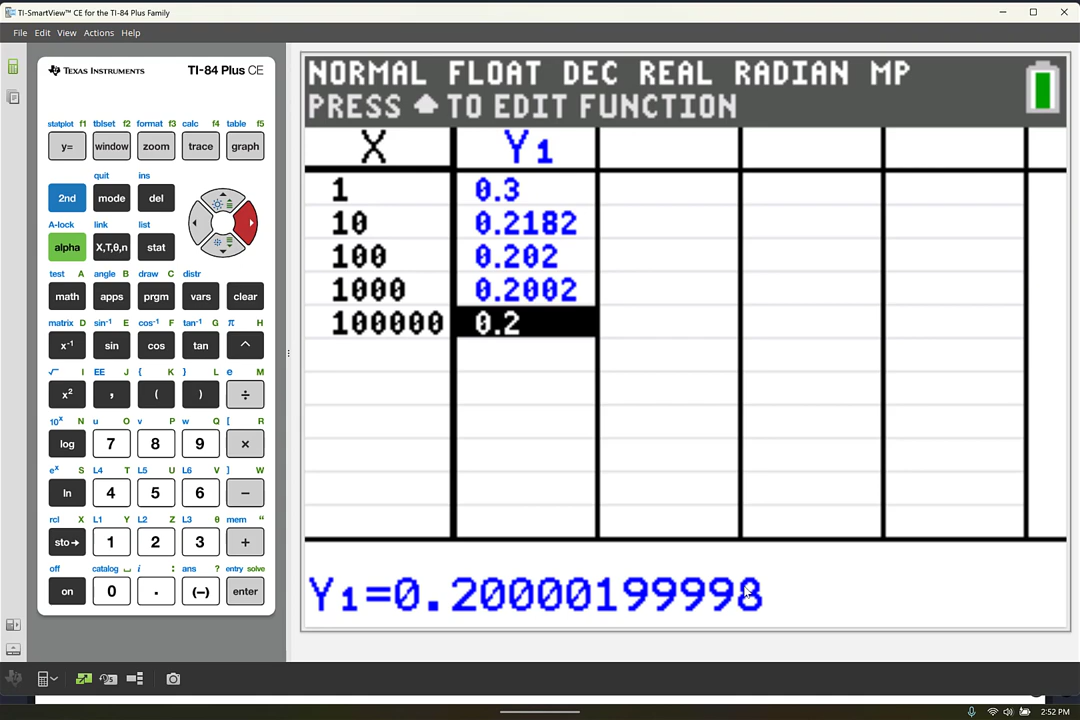 TI-SmartView™ CE for the TI-84 Plus Family
File Edit View Actions Help
TEXAS INSTRUMENTS TI-84 Plus CE
statplot f1 tblset f2 format f3 calc f4 table f5
y= window zoom trace graph
quit ins
2nd mode del
A-lock link list
alpha X,T,θ,n stat
test A angle B draw C distr
math apps prgm vars clear
matrix D sin⁻¹ E cos⁻¹ F tan⁻¹ G π H
x⁻¹ sin cos tan ^
√ I EE J { K } L e M
x² , ( ) ÷
10ˣ N u O v P w Q [ R
log 7 8 9 ×
eˣ S L4 T L5 U L6 V ] W
ln 4 5 6 −
rcl X L1 Y L2 Z L3 θ mem “
sto→ 1 2 3 +
off catalog ⎵ i : ans ? entry solve
on 0 . (−) enter
NORMAL FLOAT DEC REAL RADIAN MP
PRESS ↑ TO EDIT FUNCTION
X Y1
1 0.3
10 0.2182
100 0.202
1000 0.2002
100000 0.2
Y1=0.20000199998
2:52 PM